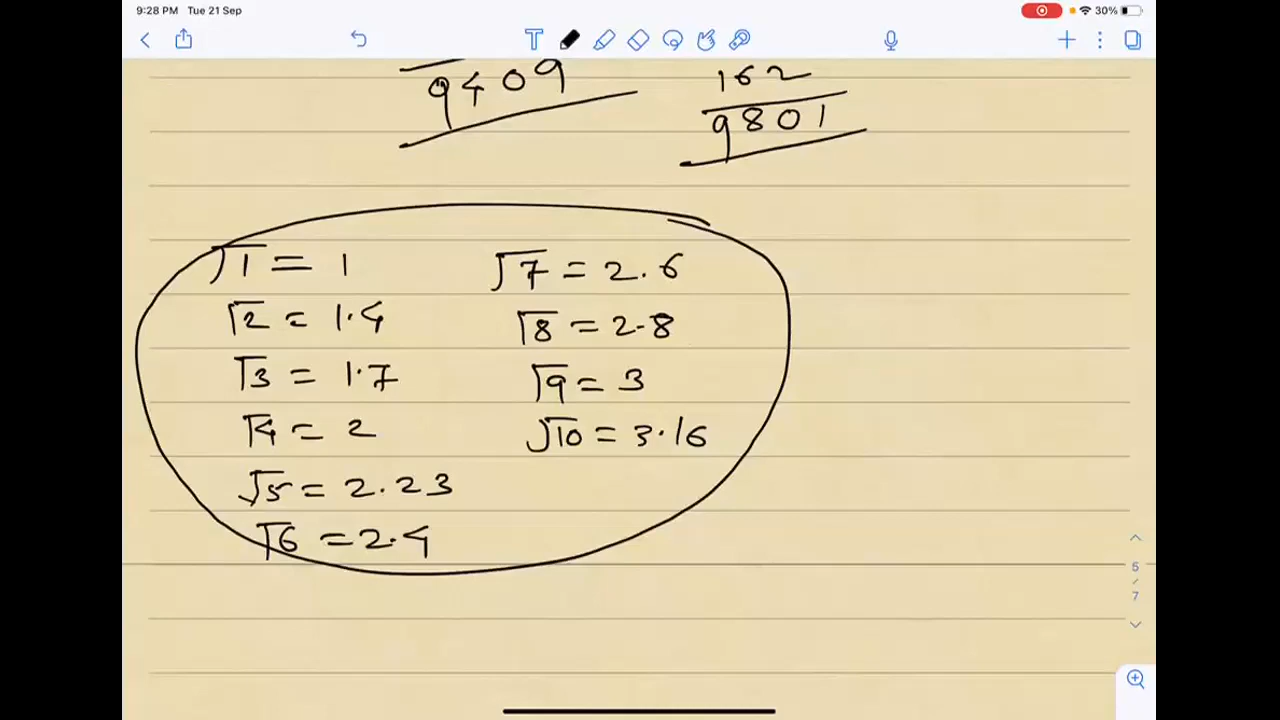 9:28 PM Tue 21 Sep
30%
T
9409
162
9801
√1 = 1
√2 = 1.4
√3 = 1.7
√4 = 2
√5 = 2.23
√6 = 2.4
√7 = 2.6
√8 = 2.8
√9 = 3
√10 = 3.16
5
/
7